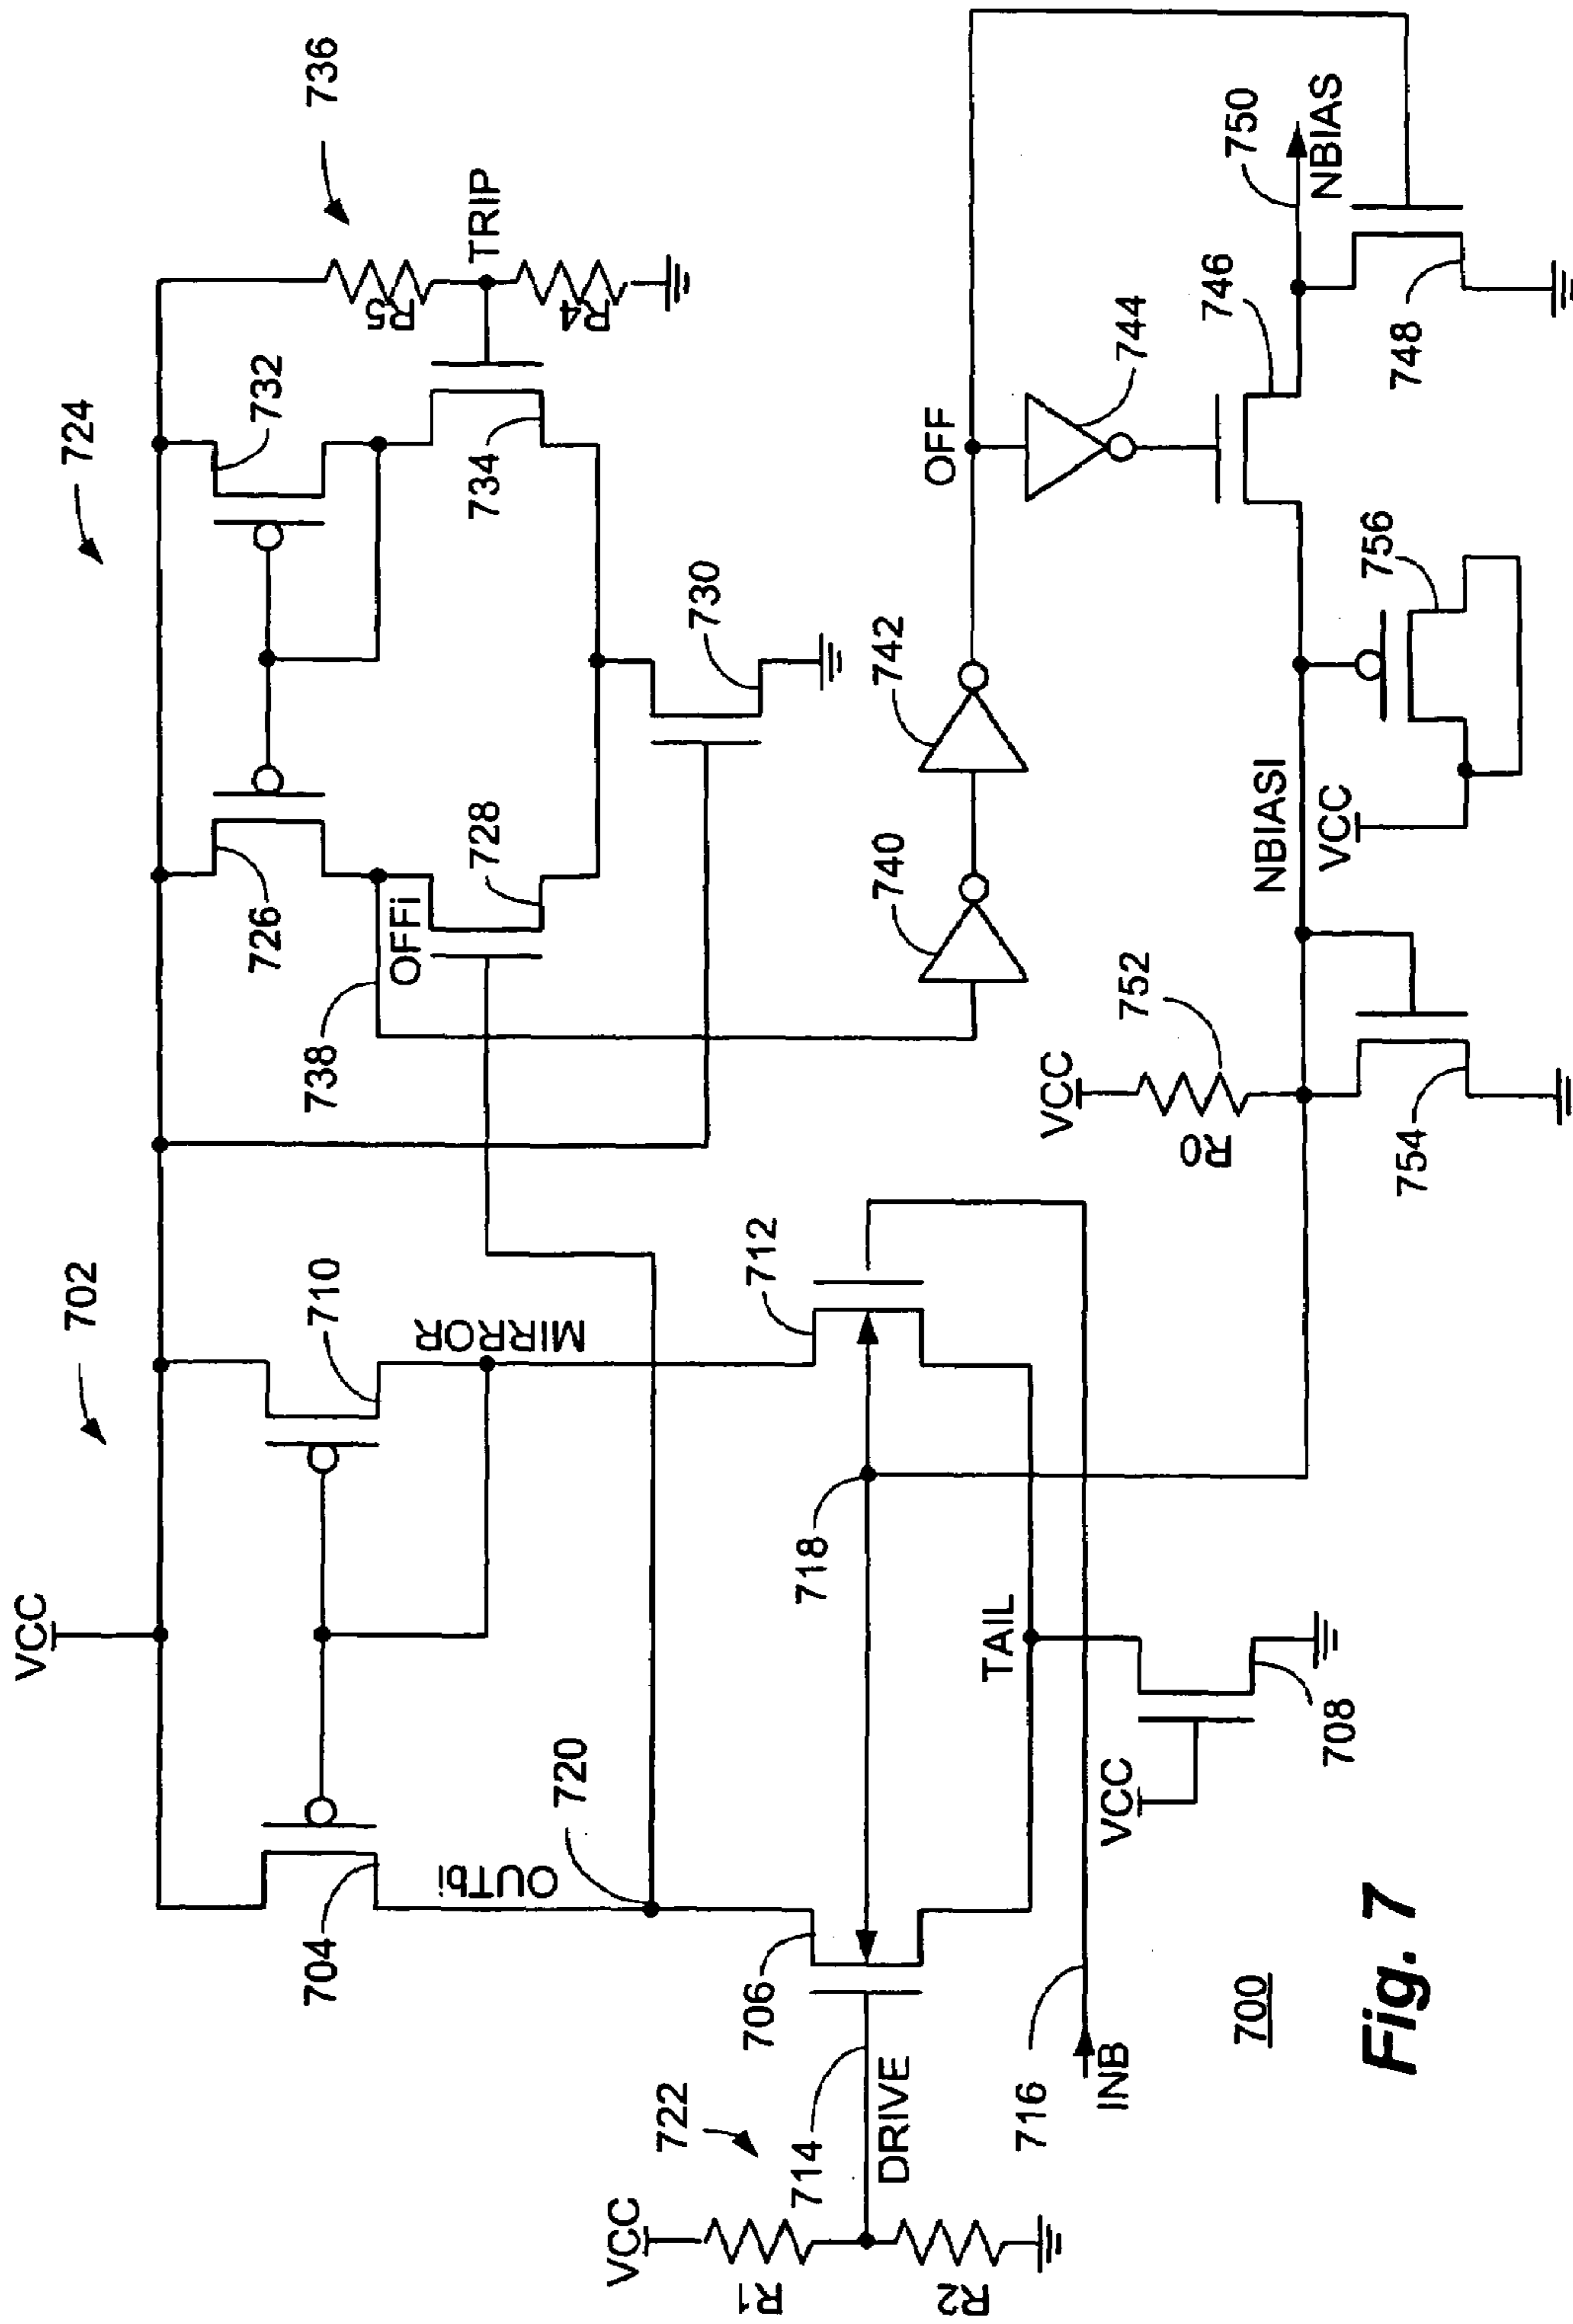 VCC
702
724
736
704
710
726
732
R5
TRIP
R4
734
MIRROR
OUTbi
738
OFFi
728
730
720
712
718
722
706
VCC
R1
R2
714
DRIVE
716
INB
TAIL
VCC
708
740
742
OFF
744
746
750
NBIAS
748
752
VCC
R0
NBIASI
754
VCC
756
700
Fig. 7